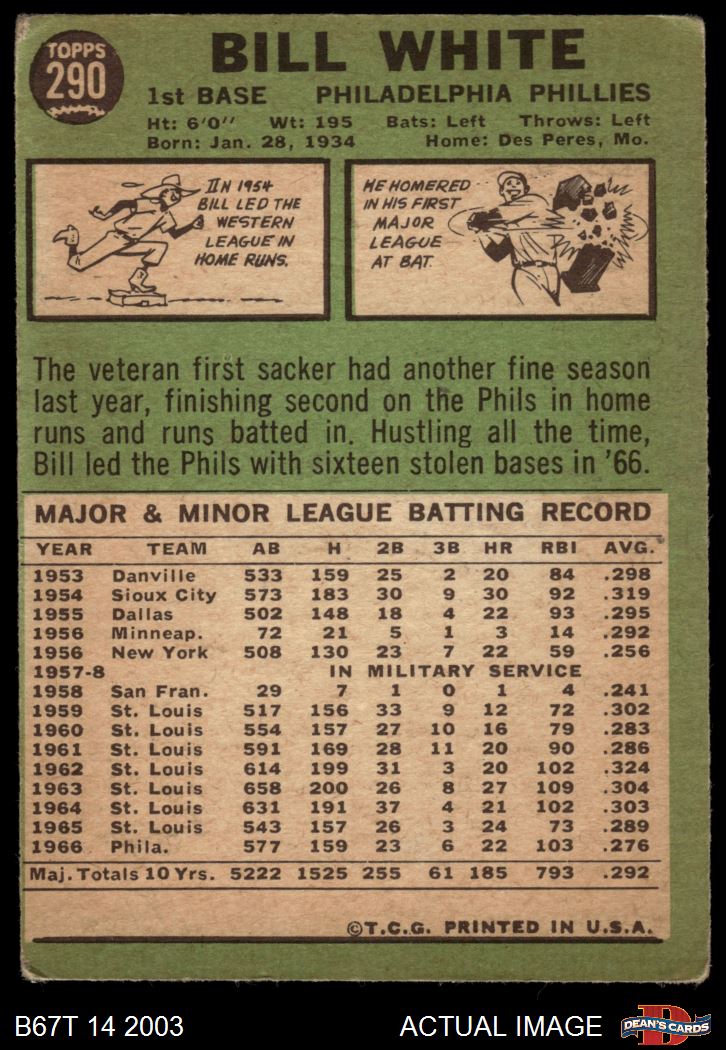 TOPPS
290
BILL WHITE
1st BASE PHILADELPHIA PHILLIES
Ht: 6'0" Wt: 195 Bats: Left Throws: Left
Born: Jan. 28, 1934 Home: Des Peres, Mo.
IN 1954
BILL LED THE
WESTERN
LEAGUE IN
HOME RUNS.
HE HOMERED
IN HIS FIRST
MAJOR
LEAGUE
AT BAT.
The veteran first sacker had another fine season
last year, finishing second on the Phils in home
runs and runs batted in. Hustling all the time,
Bill led the Phils with sixteen stolen bases in '66.
MAJOR & MINOR LEAGUE BATTING RECORD
YEAR TEAM AB H 2B 3B HR RBI AVG.
1953 Danville 533 159 25 2 20 84 .298
1954 Sioux City 573 183 30 9 30 92 .319
1955 Dallas 502 148 18 4 22 93 .295
1956 Minneap. 72 21 5 1 3 14 .292
1956 New York 508 130 23 7 22 59 .256
1957-8 IN MILITARY SERVICE
1958 San Fran. 29 7 1 0 1 4 .241
1959 St. Louis 517 156 33 9 12 72 .302
1960 St. Louis 554 157 27 10 16 79 .283
1961 St. Louis 591 169 28 11 20 90 .286
1962 St. Louis 614 199 31 3 20 102 .324
1963 St. Louis 658 200 26 8 27 109 .304
1964 St. Louis 631 191 37 4 21 102 .303
1965 St. Louis 543 157 26 3 24 73 .289
1966 Phila. 577 159 23 6 22 103 .276
Maj. Totals 10 Yrs. 5222 1525 255 61 185 793 .292
©T.C.G. PRINTED IN U.S.A.
B67T 14 2003 ACTUAL IMAGE
D
DEAN'S CARDS